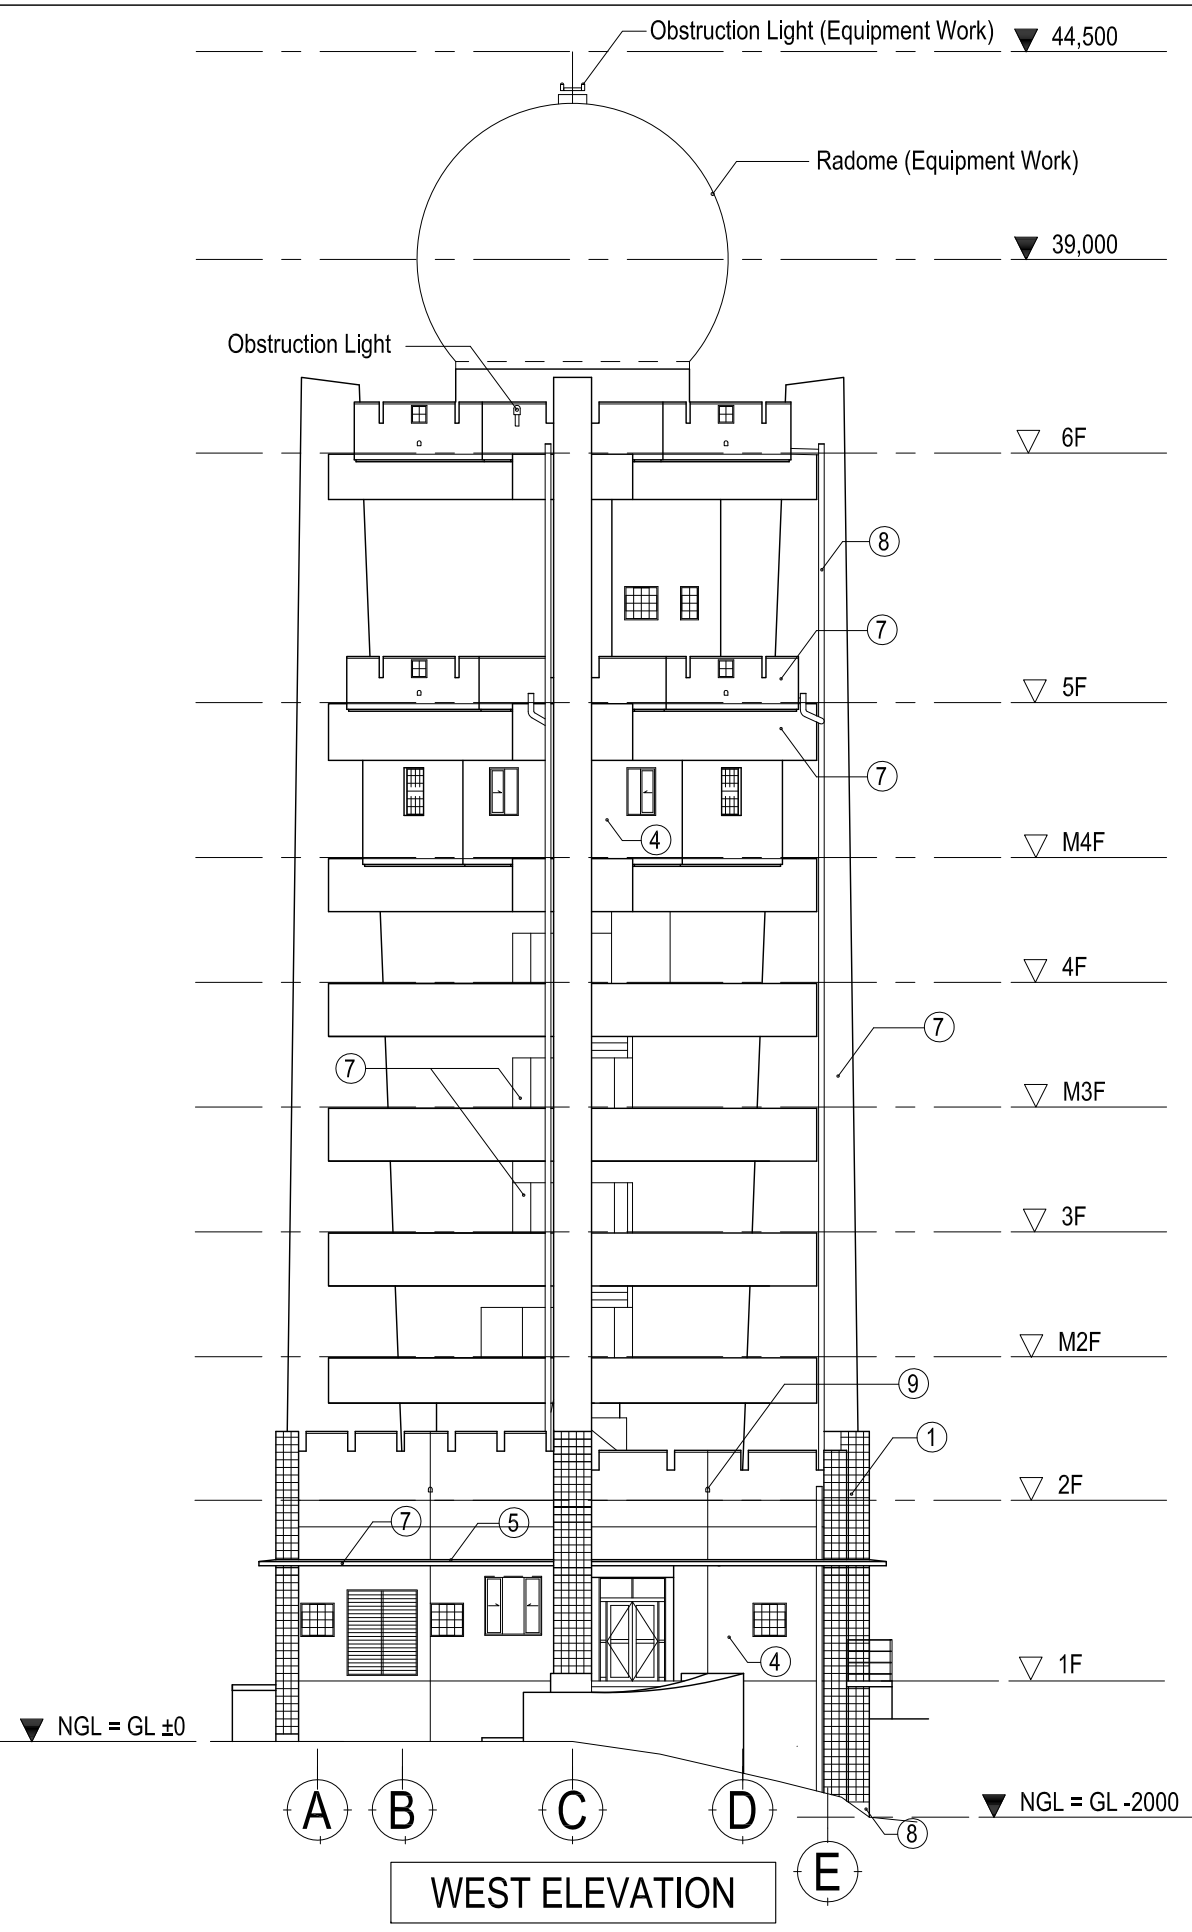 Obstruction Light (Equipment Work)
44,500
Radome (Equipment Work)
39,000
Obstruction Light
6F
8
7
5F
7
4
M4F
4F
7
7
M3F
3F
M2F
9
1
2F
7
5
4
1F
NGL = GL ±0
A
B
C
D
NGL = GL -2000
8
E
WEST ELEVATION